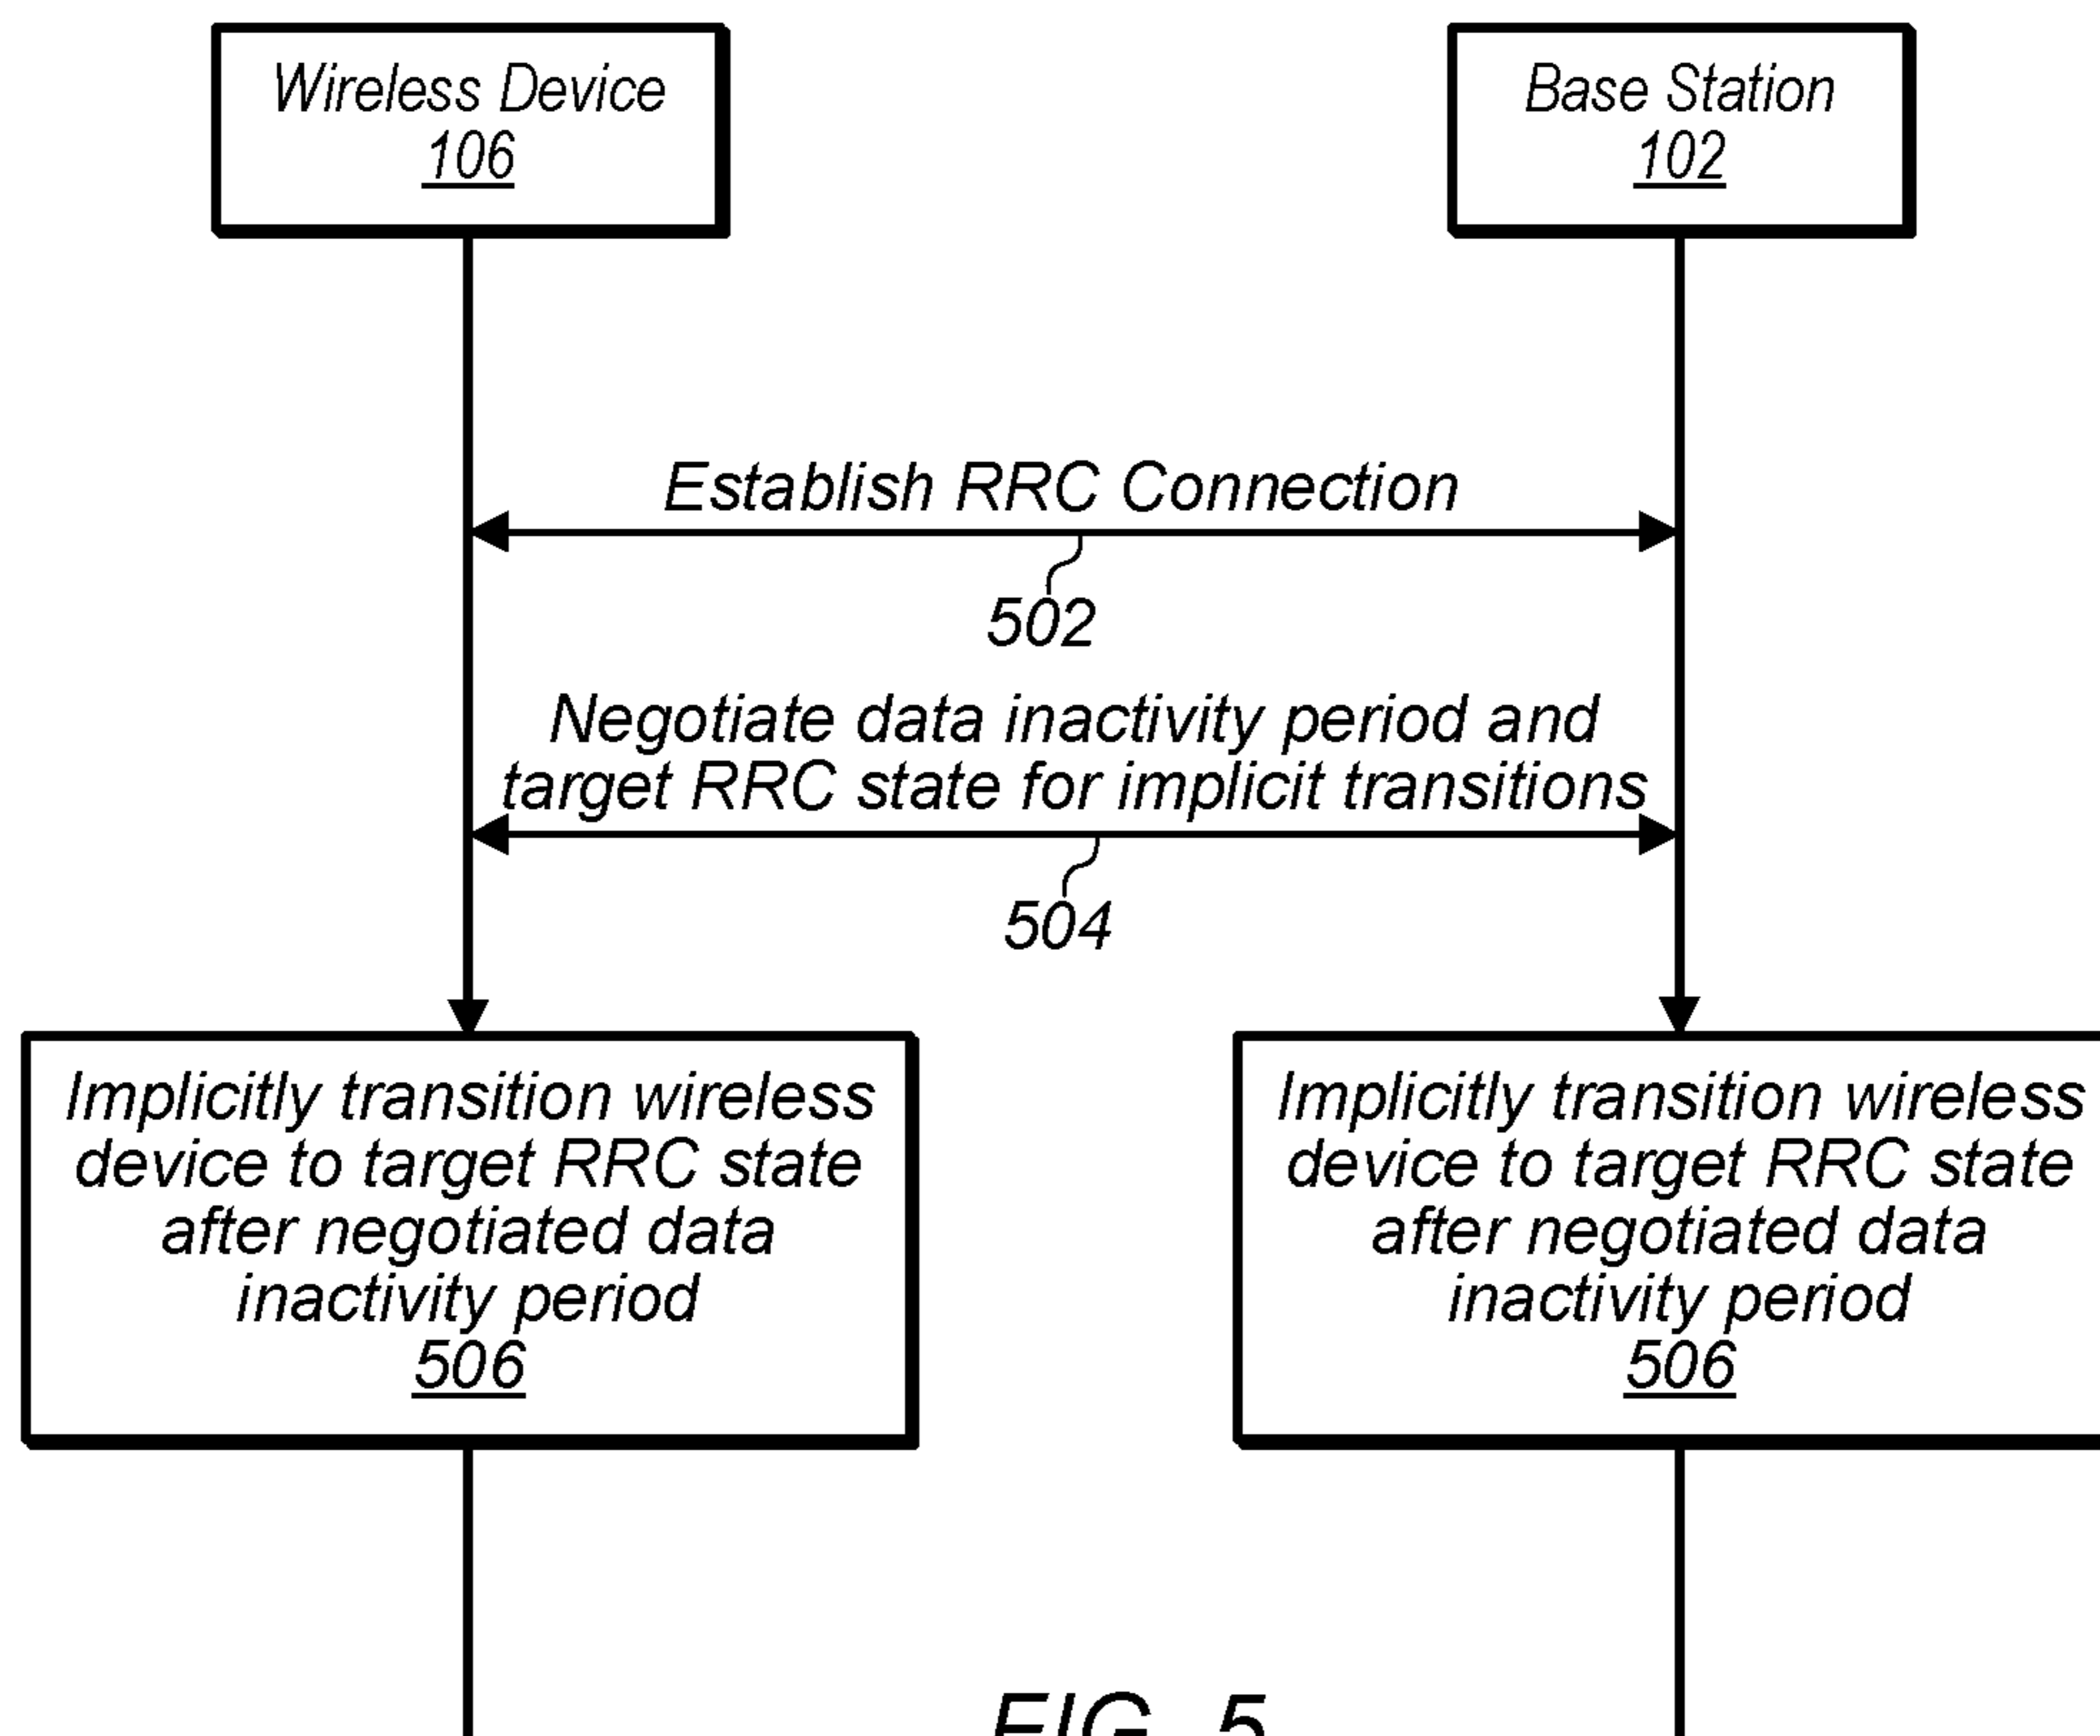 Wireless Device
106
Base Station
102
Establish RRC Connection
502
Negotiate data inactivity period and
target RRC state for implicit transitions
504
Implicitly transition wireless
device to target RRC state
after negotiated data
inactivity period
506
Implicitly transition wireless
device to target RRC state
after negotiated data
inactivity period
506
FIG. 5